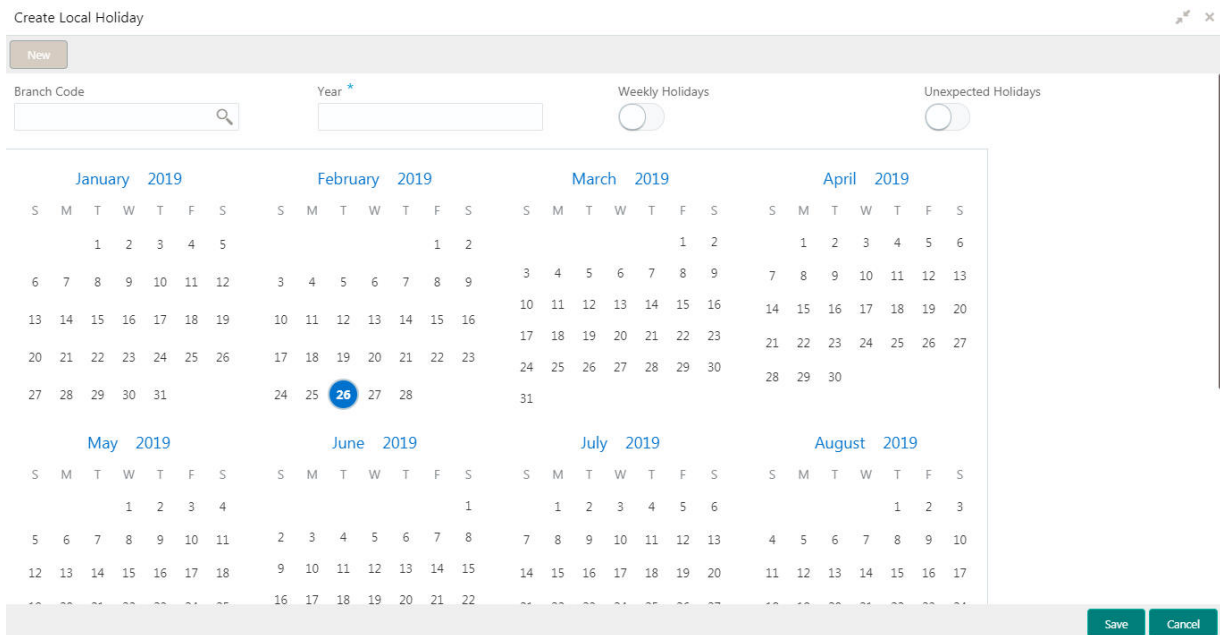 Create Local Holiday
New
Branch Code Year * Weekly Holidays Unexpected Holidays
January 2019 February 2019 March 2019 April 2019
S M T W T F S S M T W T F S S M T W T F S S M T W T F S
1 2 3 4 5 1 2 1 2 1 2 3 4 5 6
6 7 8 9 10 11 12 3 4 5 6 7 8 9 3 4 5 6 7 8 9 7 8 9 10 11 12 13
13 14 15 16 17 18 19 10 11 12 13 14 15 16 10 11 12 13 14 15 16 14 15 16 17 18 19 20
20 21 22 23 24 25 26 17 18 19 20 21 22 23 17 18 19 20 21 22 23 21 22 23 24 25 26 27
27 28 29 30 31 24 25 26 27 28 24 25 26 27 28 29 30 28 29 30
31
May 2019 June 2019 July 2019 August 2019
S M T W T F S S M T W T F S S M T W T F S S M T W T F S
1 2 3 4 1 1 2 3 4 5 6 1 2 3
5 6 7 8 9 10 11 2 3 4 5 6 7 8 7 8 9 10 11 12 13 4 5 6 7 8 9 10
12 13 14 15 16 17 18 9 10 11 12 13 14 15 14 15 16 17 18 19 20 11 12 13 14 15 16 17
16 17 18 19 20 21 22
Save Cancel